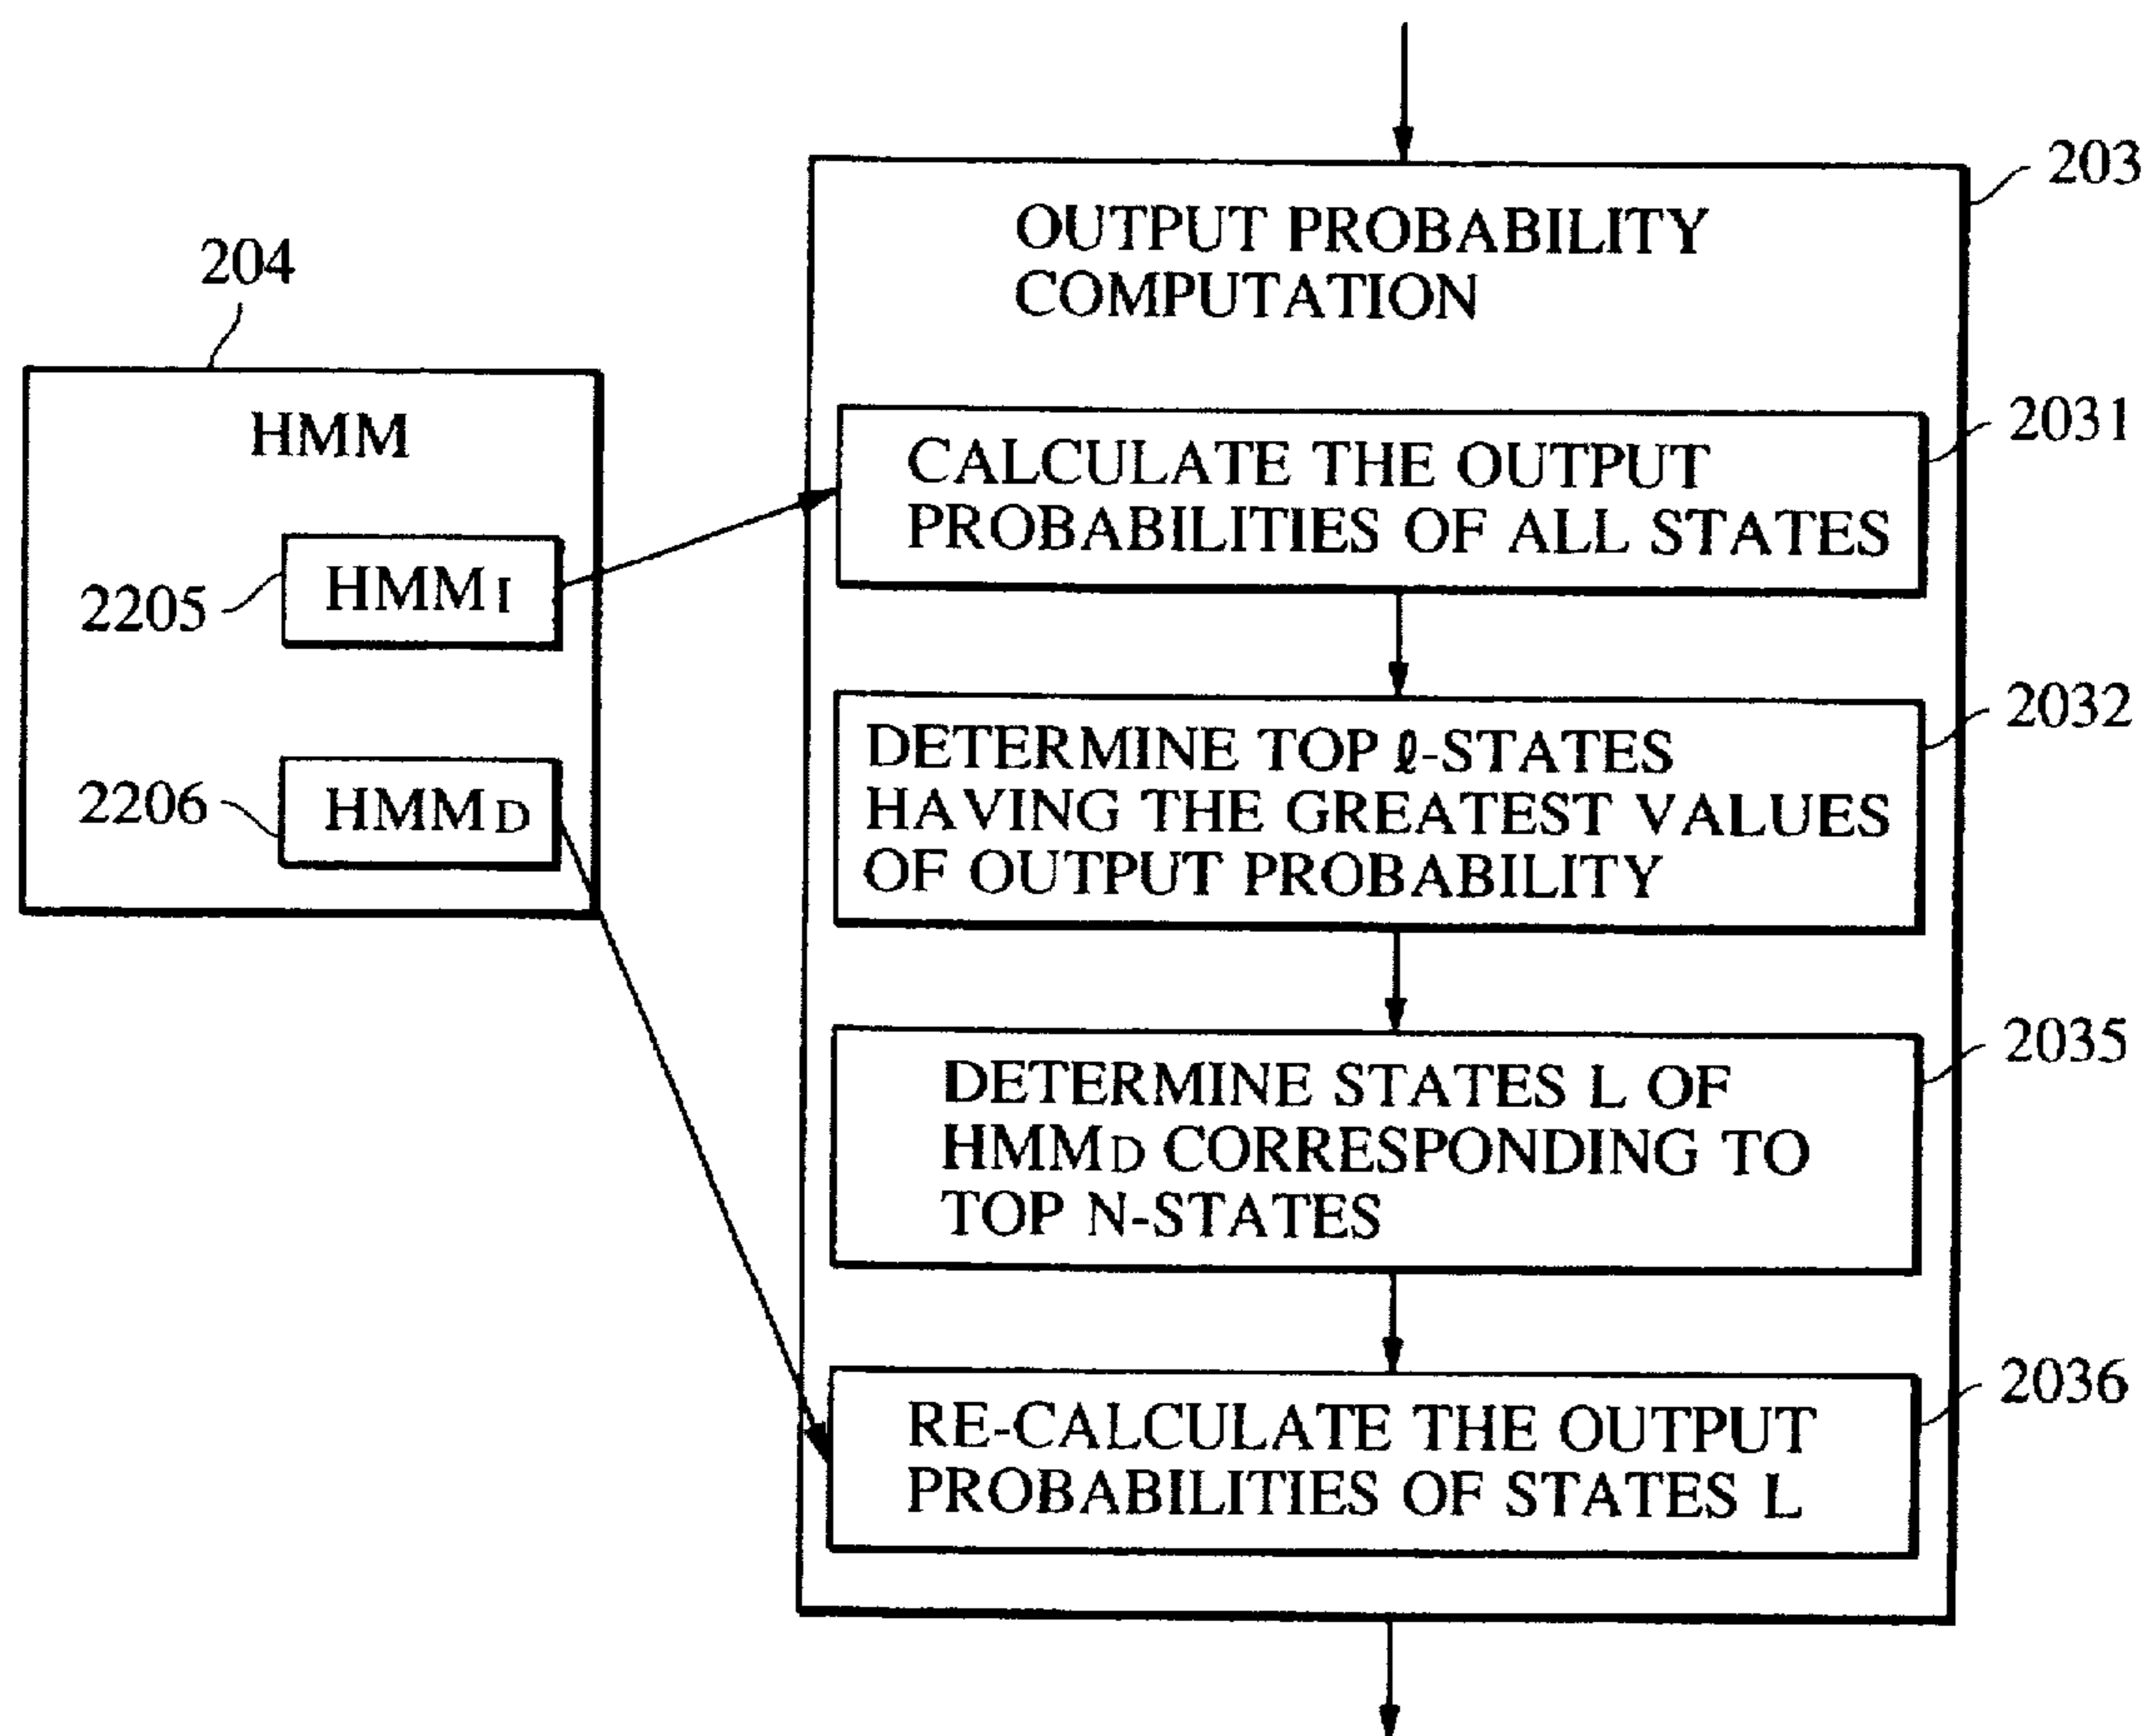 203
OUTPUT PROBABILITY
COMPUTATION
204
HMM
2031
CALCULATE THE OUTPUT
PROBABILITIES OF ALL STATES
2205
HMMI
2032
DETERMINE TOP ℓ-STATES
HAVING THE GREATEST VALUES
OF OUTPUT PROBABILITY
2206
HMMD
2035
DETERMINE STATES L OF
HMMD CORRESPONDING TO
TOP N-STATES
2036
RE-CALCULATE THE OUTPUT
PROBABILITIES OF STATES L